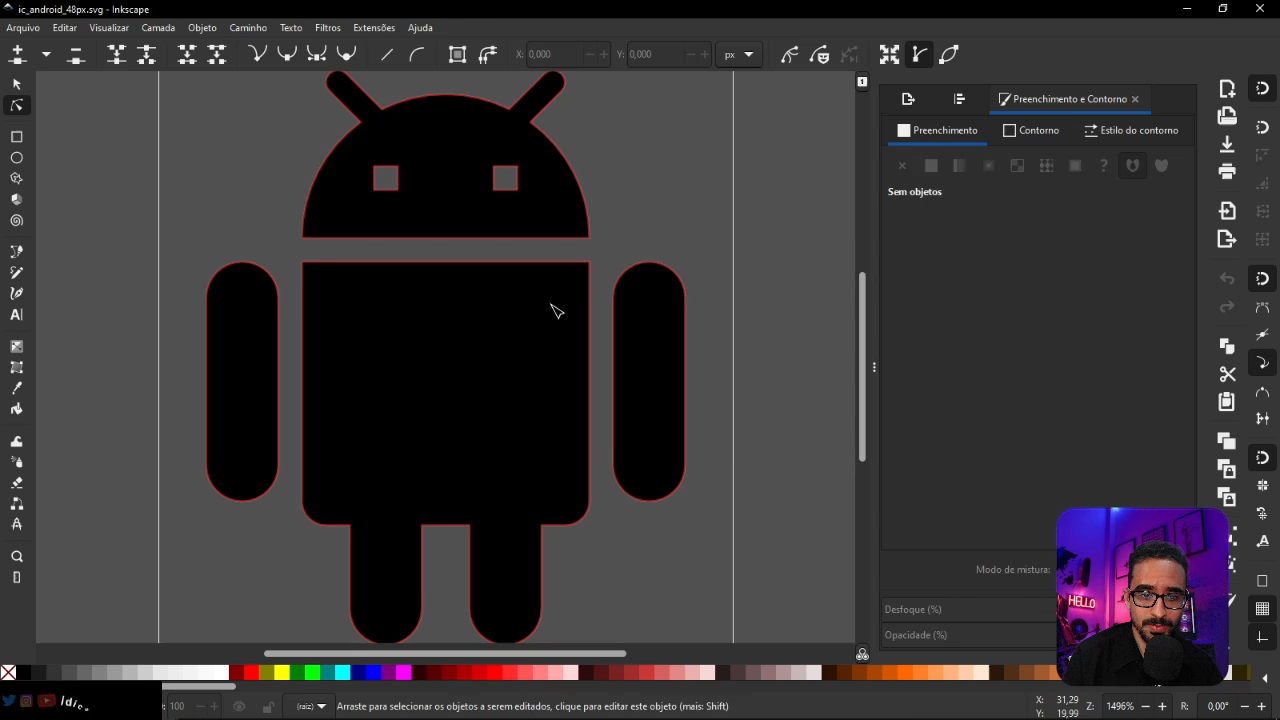 ic_android_48px.svg - Inkscape
Arquivo Editar Visualizar Camada Objeto Caminho Texto Filtros Extensões Ajuda
X: 0,000 Y: 0,000 px
1
Preenchimento e Contorno
Preenchimento Contorno Estilo do contorno
Sem objetos
HELLO
Modo de mistura:
Desfoque (%)
Opacidade (%)
100 (raiz) Arraste para selecionar os objetos a serem editados, clique para editar este objeto (mais: Shift)
X: 31,29
Y: 19,99
Z: 1496% R: 0,00°